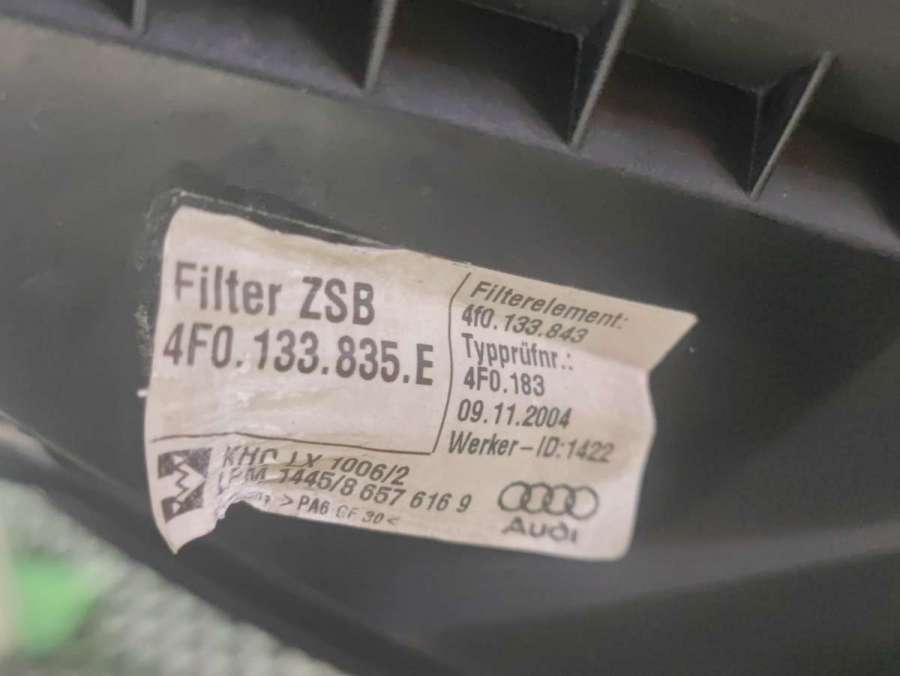 Filter ZSB
4F0.133.835.E
Filterelement:
4f0.133.843
Typprüfnr.:
4F0.183
09.11.2004
Werker-ID:1422
LX 1006/2
1445/8 657 616 9
>PA6 GF 30<
Audi